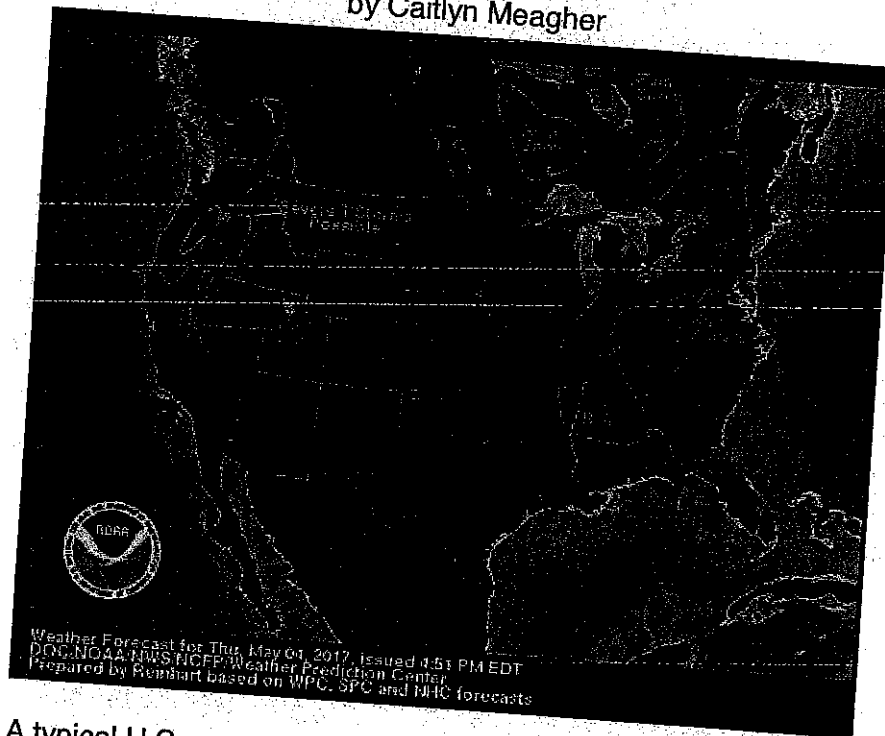 by Caitlyn Meagher
Severe T-Storms
Possible
NOAA
Weather Forecast for Thu, May 04, 2017, issued 4:51 PM EDT
DOC/NOAA/NWS/NCEP/Weather Prediction Center
Prepared by Reinhart based on WPC, SPC and NHC forecasts
A typical U.S.